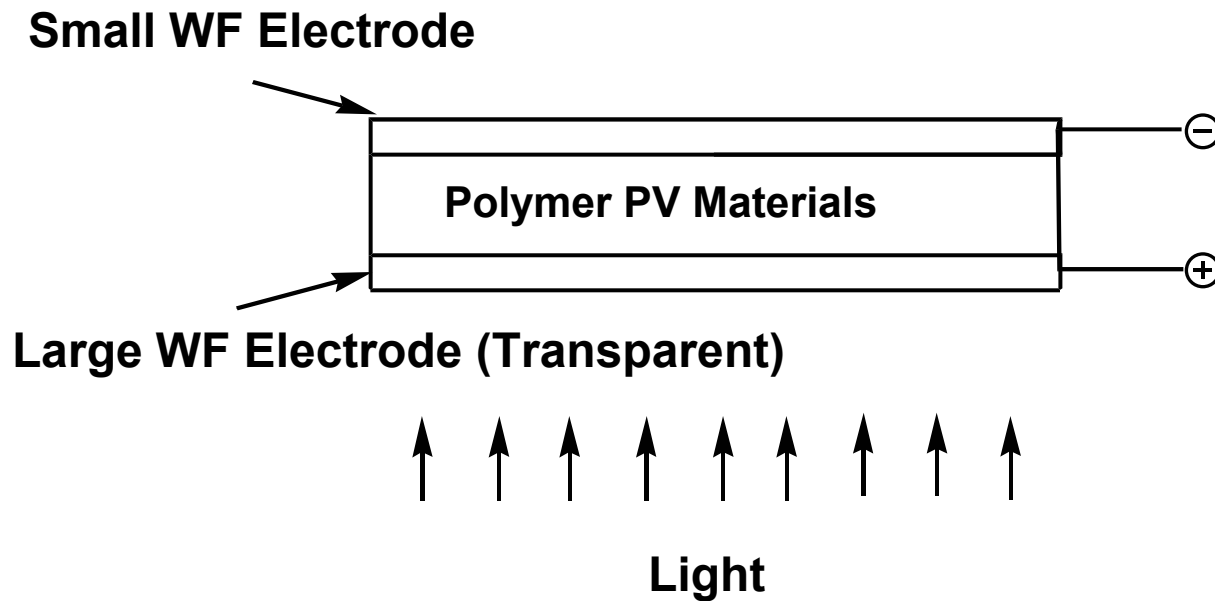 Small WF Electrode
−
Polymer PV Materials
+
Large WF Electrode (Transparent)
Light